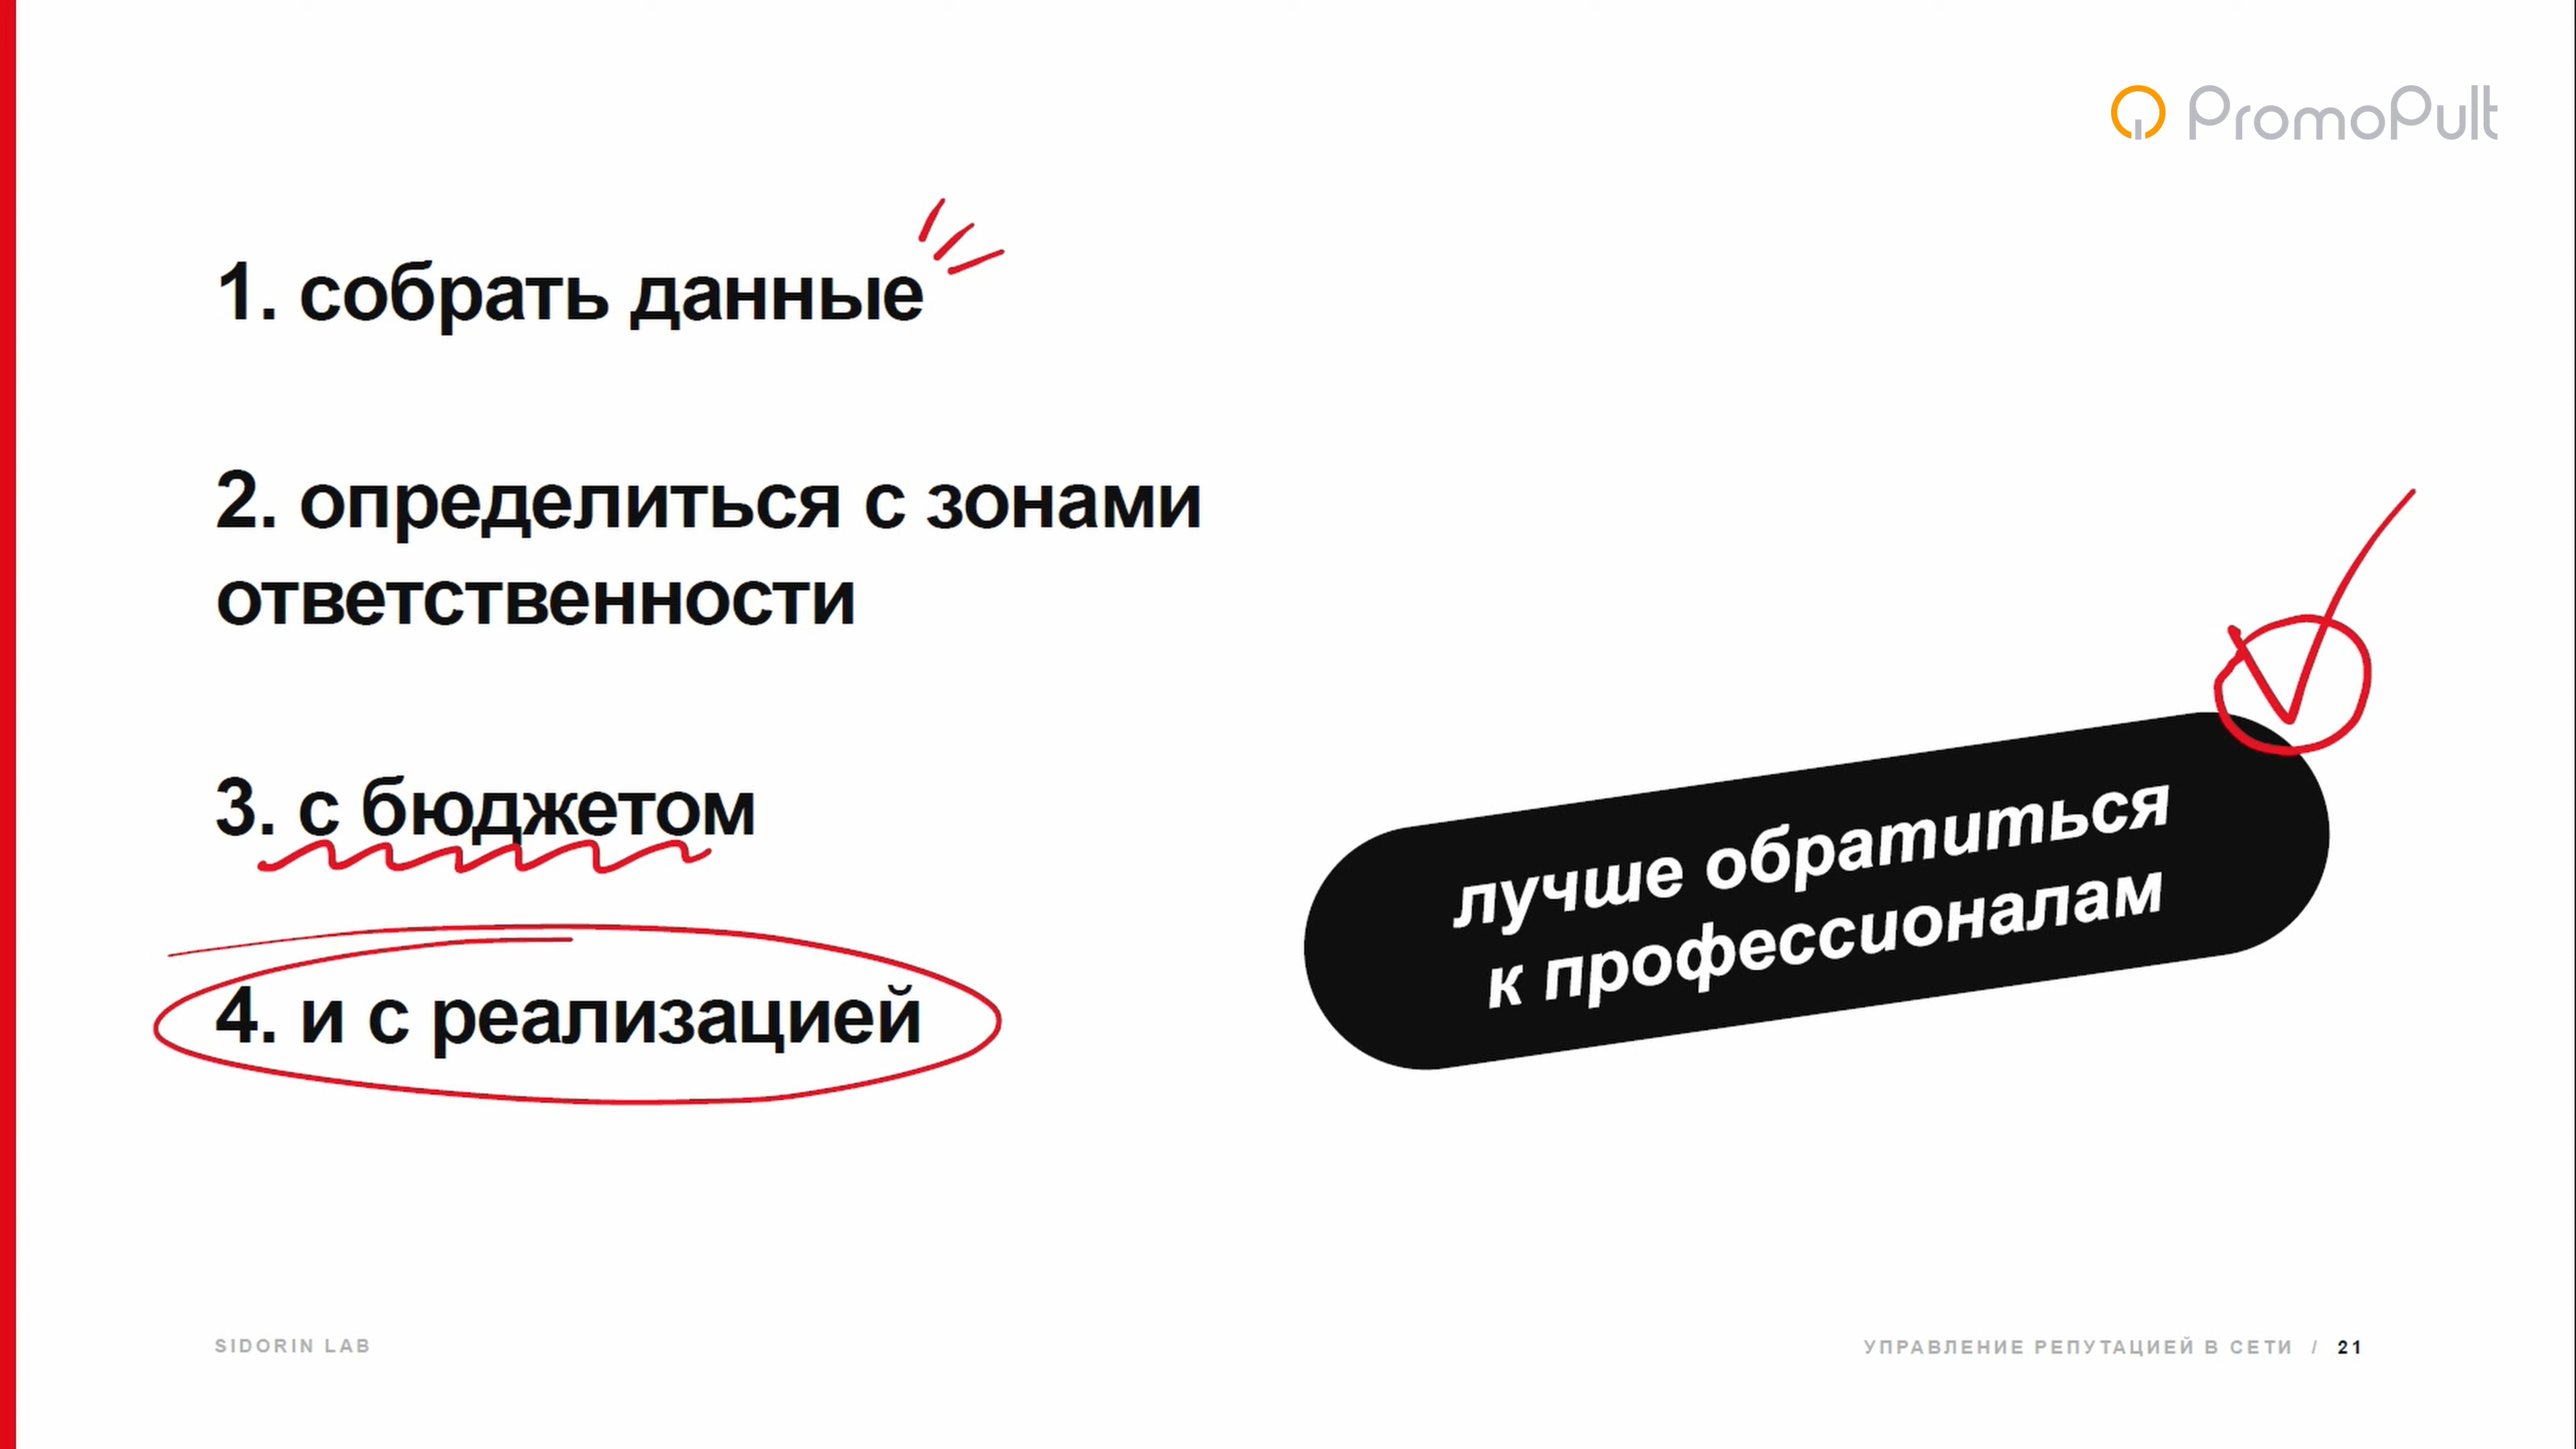 PromoPult
1. собрать данные
2. определиться с зонами
ответственности
3. с бюджетом
4. и с реализацией
лучше обратиться
к профессионалам
SIDORIN LAB
УПРАВЛЕНИЕ РЕПУТАЦИЕЙ В СЕТИ / 21